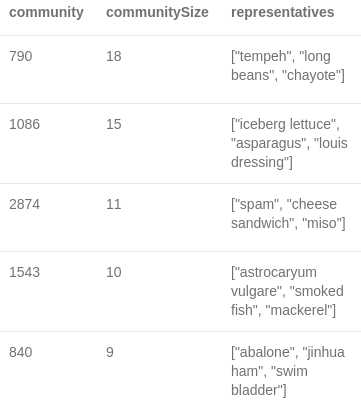 community communitySize representatives
790 18 ["tempeh", "long
beans", "chayote"]
1086 15 ["iceberg lettuce",
"asparagus", "louis
dressing"]
2874 11 ["spam", "cheese
sandwich", "miso"]
1543 10 ["astrocaryum
vulgare", "smoked
fish", "mackerel"]
840 9 ["abalone", "jinhua
ham", "swim
bladder"]